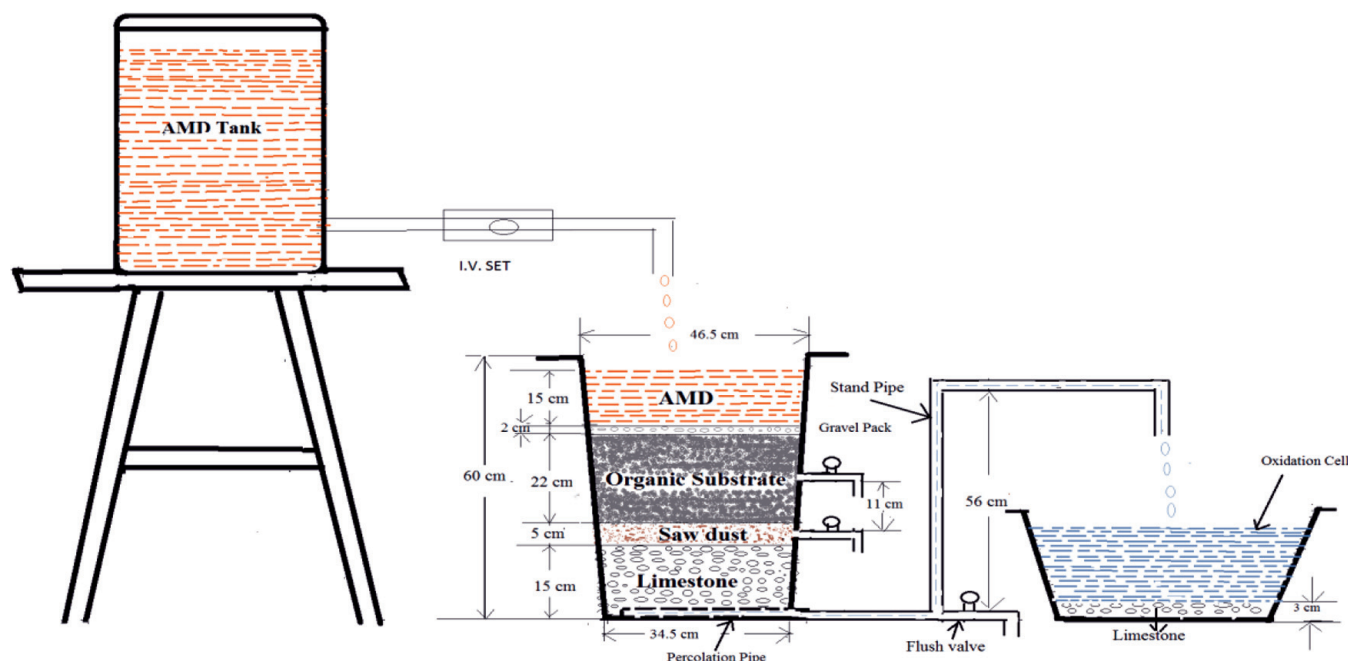 AMD Tank
I.V. SET
46.5 cm
15 cm
AMD
2 cm
60 cm
22 cm
Organic Substrate
5 cm
Saw dust
15 cm
Limestone
34.5 cm
Percolation Pipe
Stand Pipe
Gravel Pack
11 cm
56 cm
Flush valve
Oxidation Cell
3 cm
Limestone